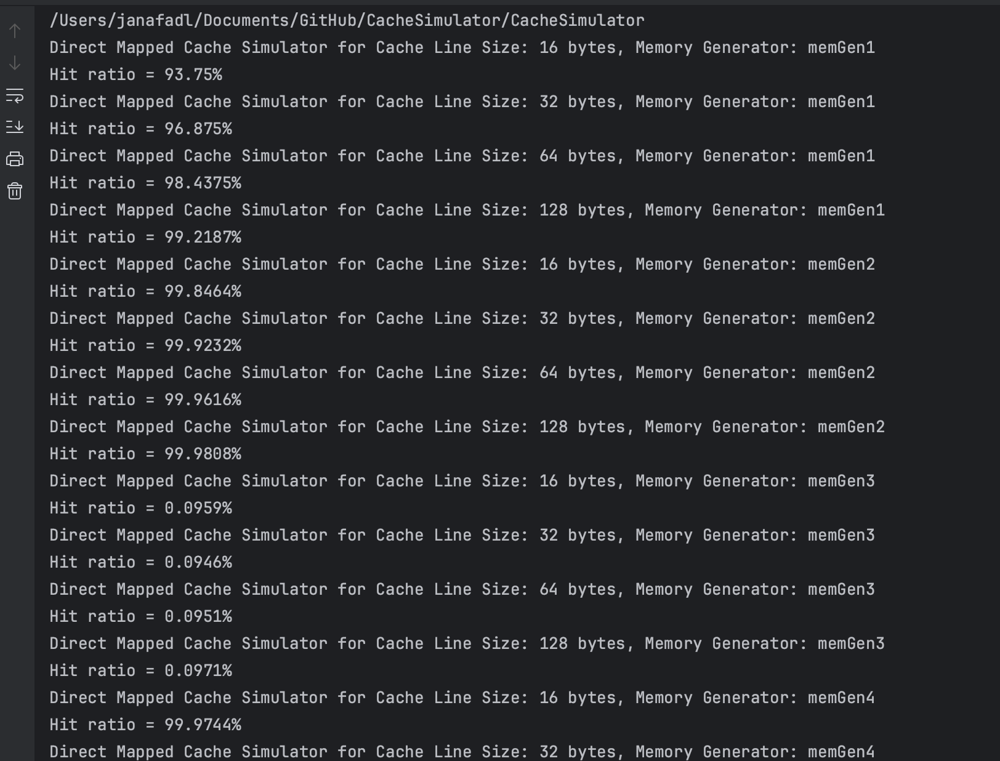 /Users/janafadl/Documents/GitHub/CacheSimulator/CacheSimulator
Direct Mapped Cache Simulator for Cache Line Size: 16 bytes, Memory Generator: memGen1
Hit ratio = 93.75%
Direct Mapped Cache Simulator for Cache Line Size: 32 bytes, Memory Generator: memGen1
Hit ratio = 96.875%
Direct Mapped Cache Simulator for Cache Line Size: 64 bytes, Memory Generator: memGen1
Hit ratio = 98.4375%
Direct Mapped Cache Simulator for Cache Line Size: 128 bytes, Memory Generator: memGen1
Hit ratio = 99.2187%
Direct Mapped Cache Simulator for Cache Line Size: 16 bytes, Memory Generator: memGen2
Hit ratio = 99.8464%
Direct Mapped Cache Simulator for Cache Line Size: 32 bytes, Memory Generator: memGen2
Hit ratio = 99.9232%
Direct Mapped Cache Simulator for Cache Line Size: 64 bytes, Memory Generator: memGen2
Hit ratio = 99.9616%
Direct Mapped Cache Simulator for Cache Line Size: 128 bytes, Memory Generator: memGen2
Hit ratio = 99.9808%
Direct Mapped Cache Simulator for Cache Line Size: 16 bytes, Memory Generator: memGen3
Hit ratio = 0.0959%
Direct Mapped Cache Simulator for Cache Line Size: 32 bytes, Memory Generator: memGen3
Hit ratio = 0.0946%
Direct Mapped Cache Simulator for Cache Line Size: 64 bytes, Memory Generator: memGen3
Hit ratio = 0.0951%
Direct Mapped Cache Simulator for Cache Line Size: 128 bytes, Memory Generator: memGen3
Hit ratio = 0.0971%
Direct Mapped Cache Simulator for Cache Line Size: 16 bytes, Memory Generator: memGen4
Hit ratio = 99.9744%
Direct Mapped Cache Simulator for Cache Line Size: 32 bytes, Memory Generator: memGen4